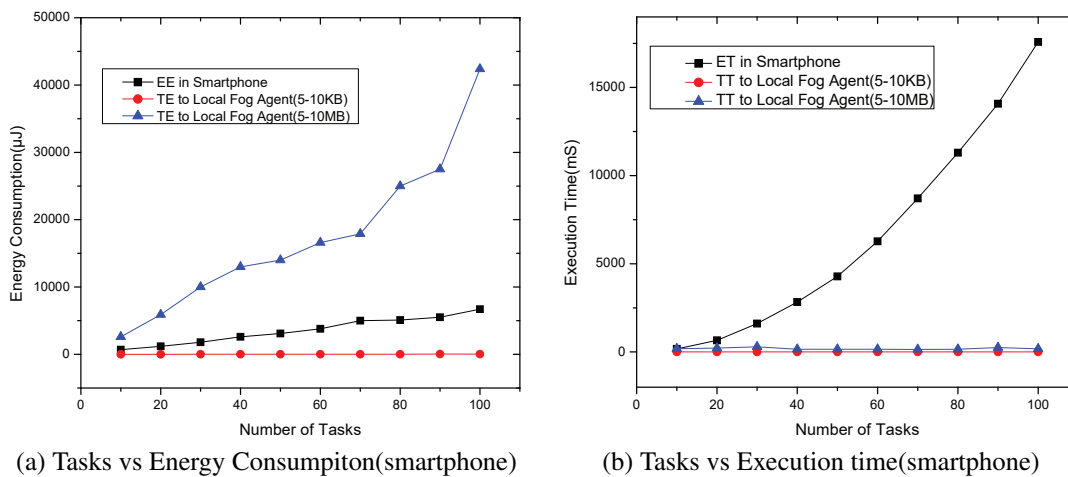 50000
40000
30000
20000
10000
0
Energy Consumption(μJ)
EE in Smartphone
TE to Local Fog Agent(5-10KB)
TE to Local Fog Agent(5-10MB)
0 20 40 60 80 100
Number of Tasks
(a) Tasks vs Energy Consumpiton(smartphone)
15000
10000
5000
0
Execution Time(mS)
ET in Smartphone
TT to Local Fog Agent(5-10KB)
TT to Local Fog Agent(5-10MB)
0 20 40 60 80 100
Number of Tasks
(b) Tasks vs Execution time(smartphone)